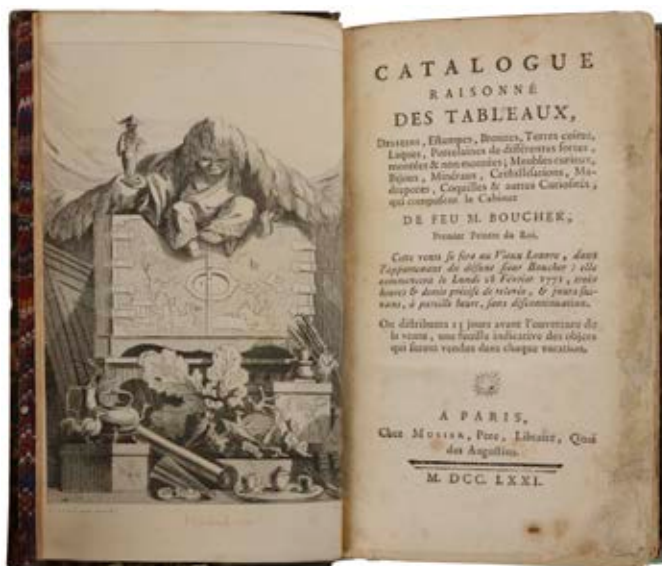 CATALOGUE
RAISONNÉ
DES TABLEAUX,
Desseins, Estampes, Bronzes, Terres cuites,
Laques, Porcelaines de différentes sortes,
montées & non montées; Meubles curieux,
Bijoux, Minéraux, Cristallisations, Ma-
drepores, Coquilles & autres Curiosités,
qui composent le Cabinet
DE FEU M. BOUCHER,
Premier Peintre du Roi.
Cette vente se fera au Vieux Louvre, dans
l'appartement du défunt sieur Boucher: elle
commencera le Lundi 18 Février 1771, trois
heures & demie précise de relevée, & jours sui-
vans, à pareille heure, sans discontinuation.
On distribuera 15 jours avant l'ouverture de
la vente, une feuille indicative des objets
qui seront vendus dans chaque vacation.
A PARIS,
Chez MUSIER, Pere, Libraire, Quai
des Augustins.
M. DCC. LXXI.